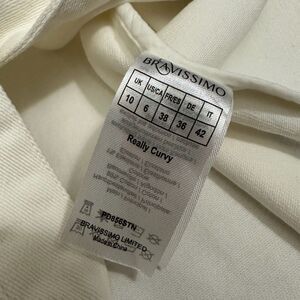 BRAVISSIMO
UK US/CA FR/ES DE IT
10 6 38 36 42
Really Curvy
BRAVISSIMO LIMITED
Made in China